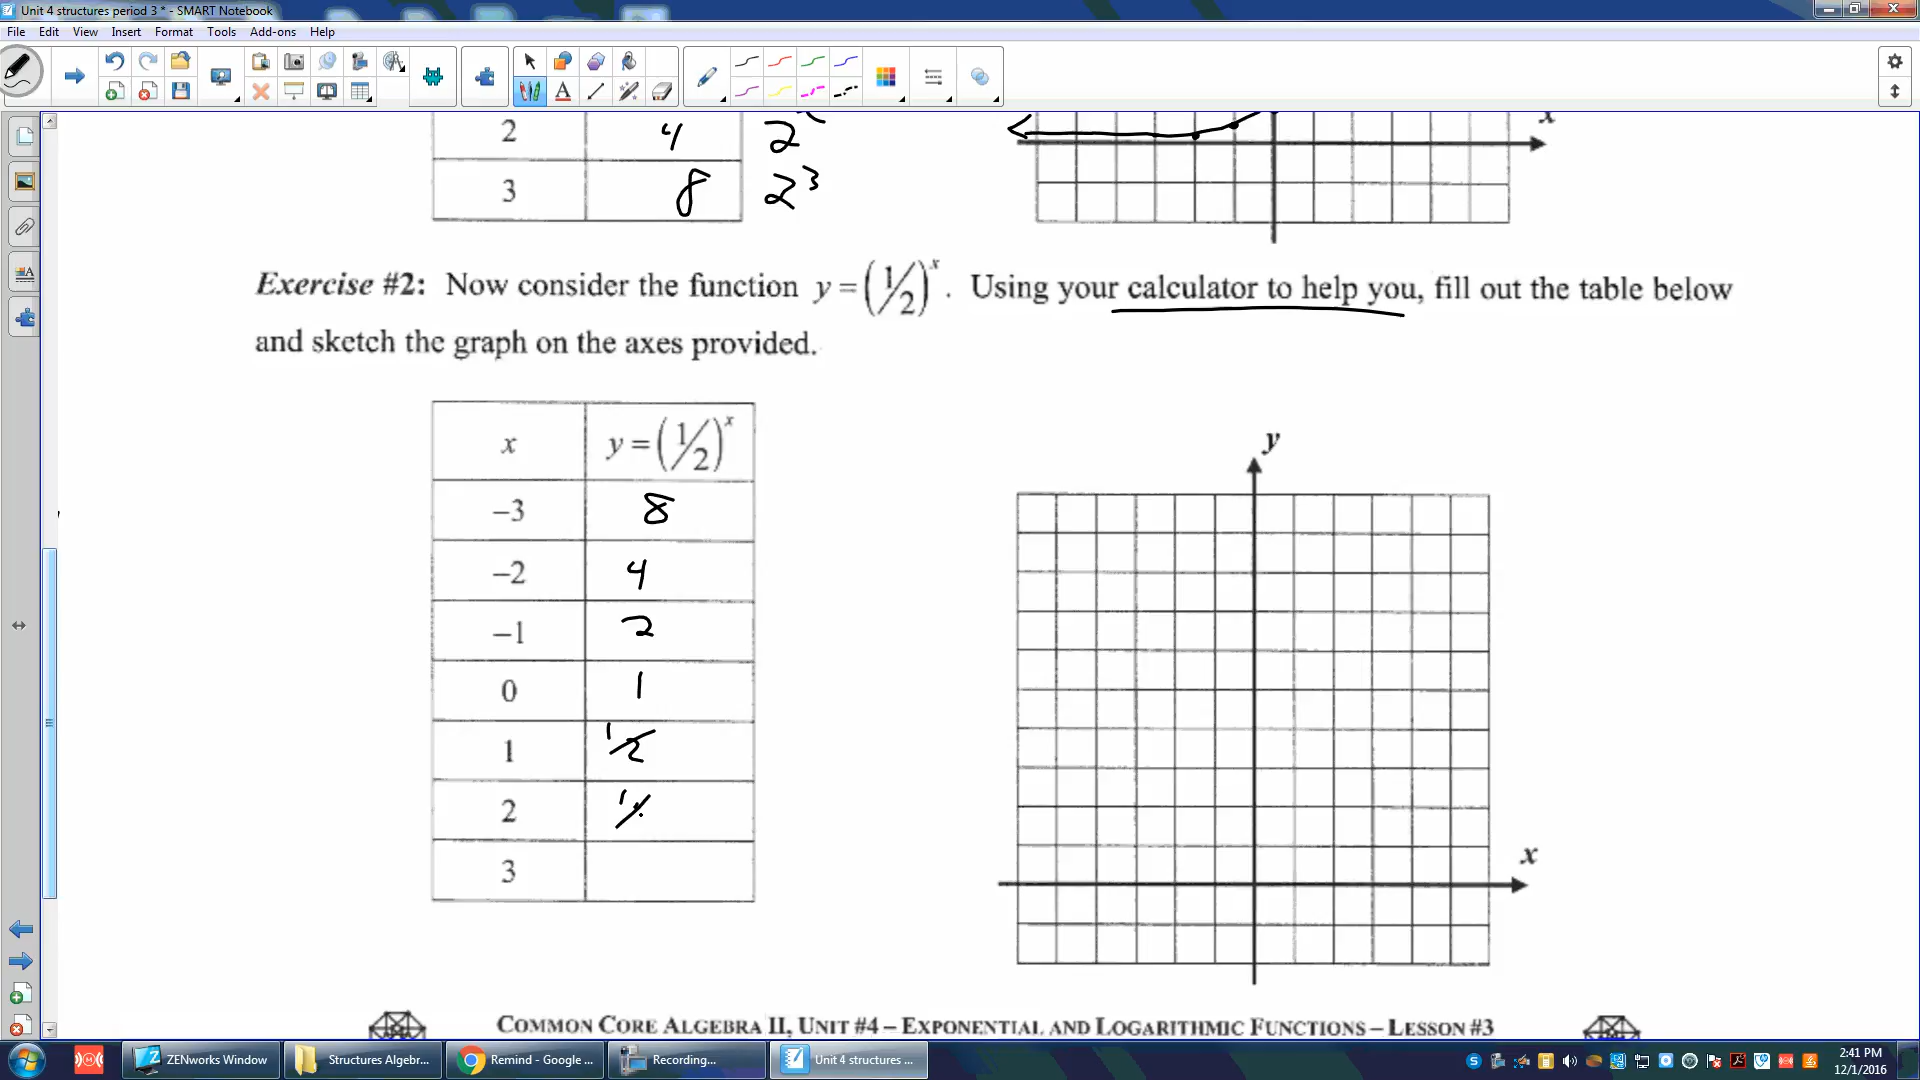 Unit 4 structures period 3 * - SMART Notebook
File Edit View Insert Format Tools Add-ons Help
x
2 4 2
3 8 2³
Exercise #2: Now consider the function y = (1/2)^x. Using your calculator to help you, fill out the table below
and sketch the graph on the axes provided.
x y = (1/2)^x
−3 8
−2 4
−1 2
0 1
1 1/2
2 1/
3
y
x
COMMON CORE ALGEBRA II, UNIT #4 – EXPONENTIAL AND LOGARITHMIC FUNCTIONS – LESSON #3
ZENworks Window
Structures Algebr...
Remind - Google ...
Recording...
Unit 4 structures ...
2:41 PM
12/1/2016